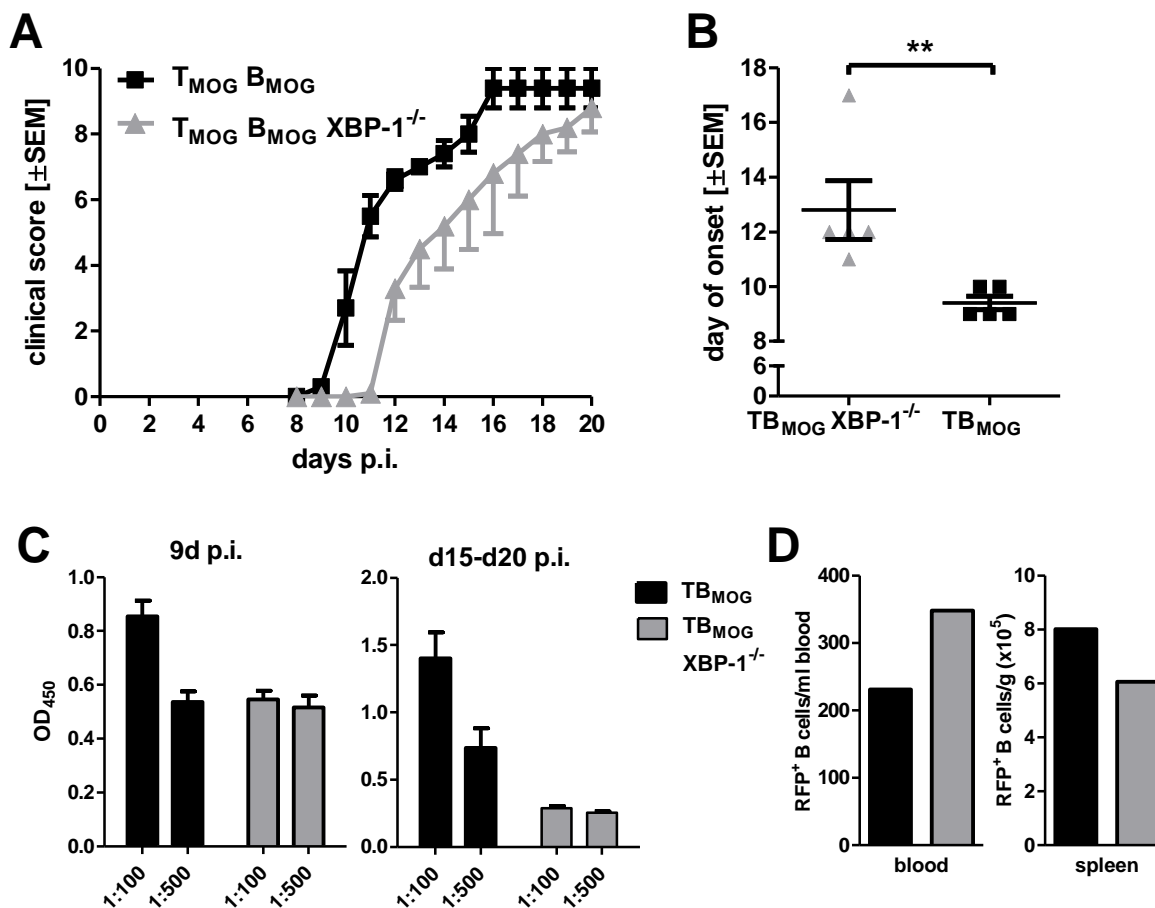 A
clinical score [±SEM]
10
8
6
4
2
0
T_MOG B_MOG
T_MOG B_MOG XBP-1^-/-
0 2 4 6 8 10 12 14 16 18 20
days p.i.
B
**
day of onset [±SEM]
18
16
14
12
10
8
6
0
TB_MOG XBP-1^-/- TB_MOG
C
9d p.i.
OD_450
1.0
0.8
0.6
0.4
0.2
0.0
1:100 1:500 1:100 1:500
d15-d20 p.i.
2.0
1.5
1.0
0.5
0.0
1:100 1:500 1:100 1:500
TB_MOG
TB_MOG
XBP-1^-/-
D
RFP^+ B cells/ml blood
400
300
200
100
0
blood
RFP^+ B cells/g (x10^5)
10
8
6
4
2
0
spleen